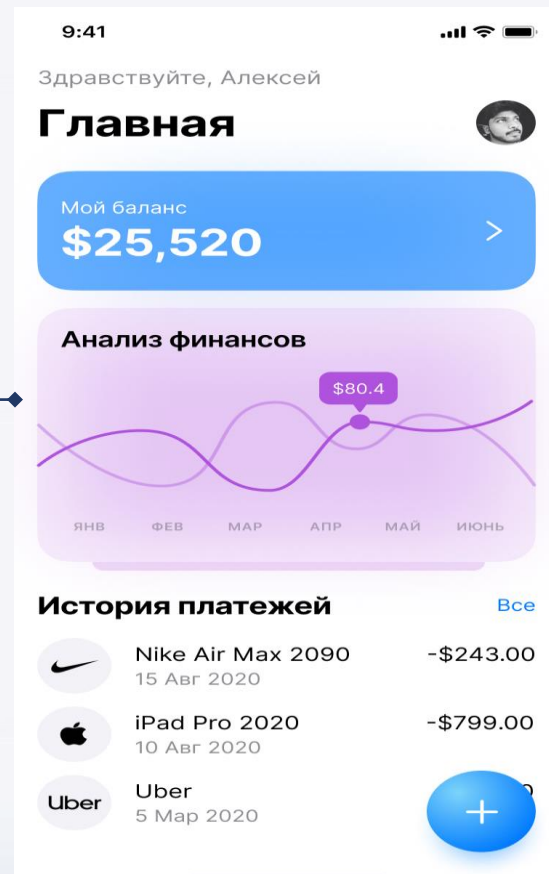 9:41
Здравствуйте, Алексей
Главная
Мой баланс
$25,520
Анализ финансов
$80.4
ЯНВ ФЕВ МАР АПР МАЙ ИЮНЬ
История платежей Все
Nike Air Max 2090 -$243.00
15 Авг 2020
iPad Pro 2020 -$799.00
10 Авг 2020
Uber Uber
5 Мар 2020